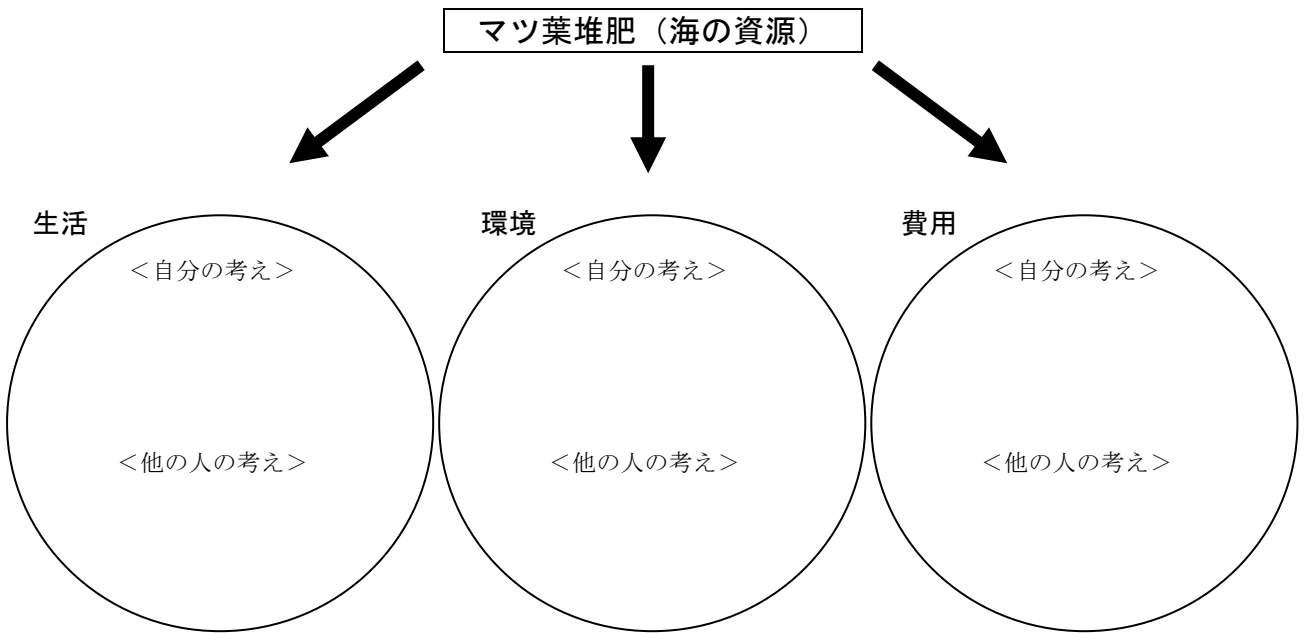 マツ葉堆肥（海の資源）
生活
＜自分の考え＞
＜他の人の考え＞
環境
＜自分の考え＞
＜他の人の考え＞
費用
＜自分の考え＞
＜他の人の考え＞